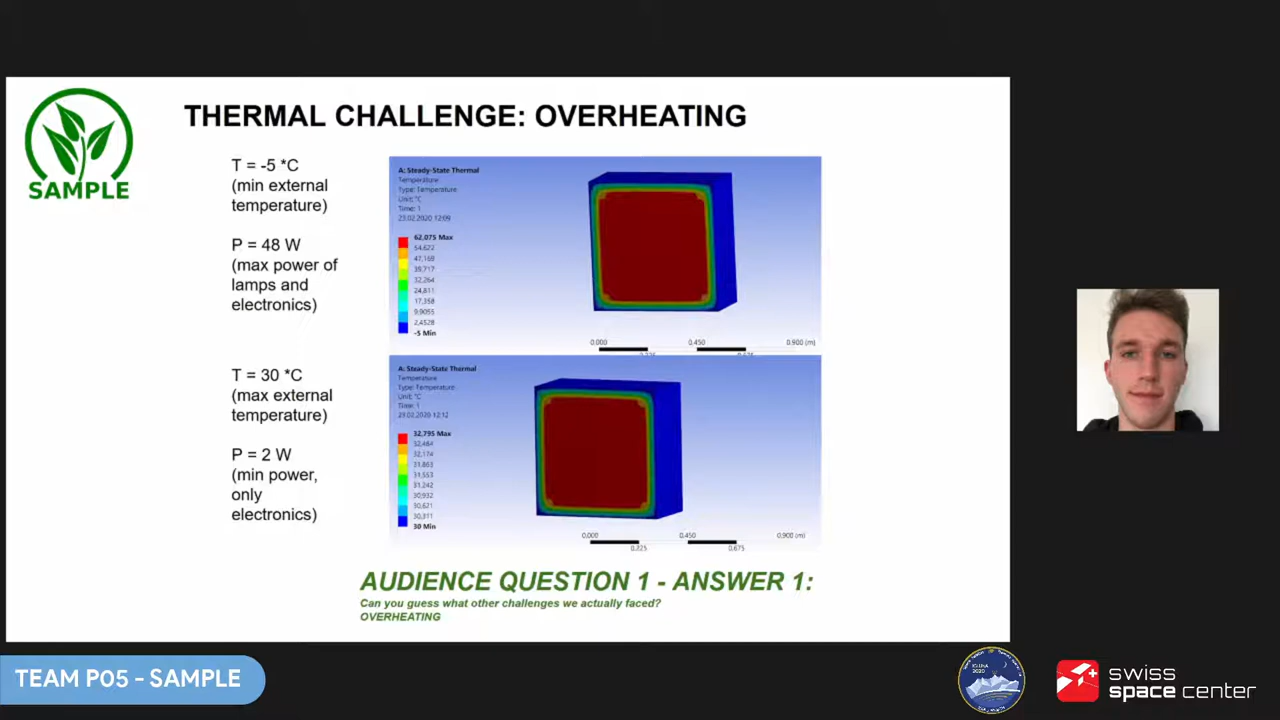 THERMAL CHALLENGE: OVERHEATING
SAMPLE
T = -5 *C
(min external
temperature)
P = 48 W
(max power of
lamps and
electronics)
A: Steady-State Thermal
Temperature
Type: Temperature
Unit: °C
Time: 1
23.02.2020 12:09
62,075 Max
54,622
47,169
39,717
32,264
24,811
17,358
9,9055
2,4528
-5 Min
0.000
0.450
0.900 (m)
T = 30 *C
(max external
temperature)
P = 2 W
(min power,
only
electronics)
A: Steady-State Thermal
Temperature
Type: Temperature
Unit: °C
Time: 1
23.02.2020 12:12
32,795 Max
32,484
32,174
31,863
31,553
31,242
30,932
30,621
30,311
30 Min
0.000
0.450
0.900 (m)
0.225
0.675
AUDIENCE QUESTION 1 - ANSWER 1:
Can you guess what other challenges we actually faced?
OVERHEATING
TEAM P05 - SAMPLE
swiss
space center